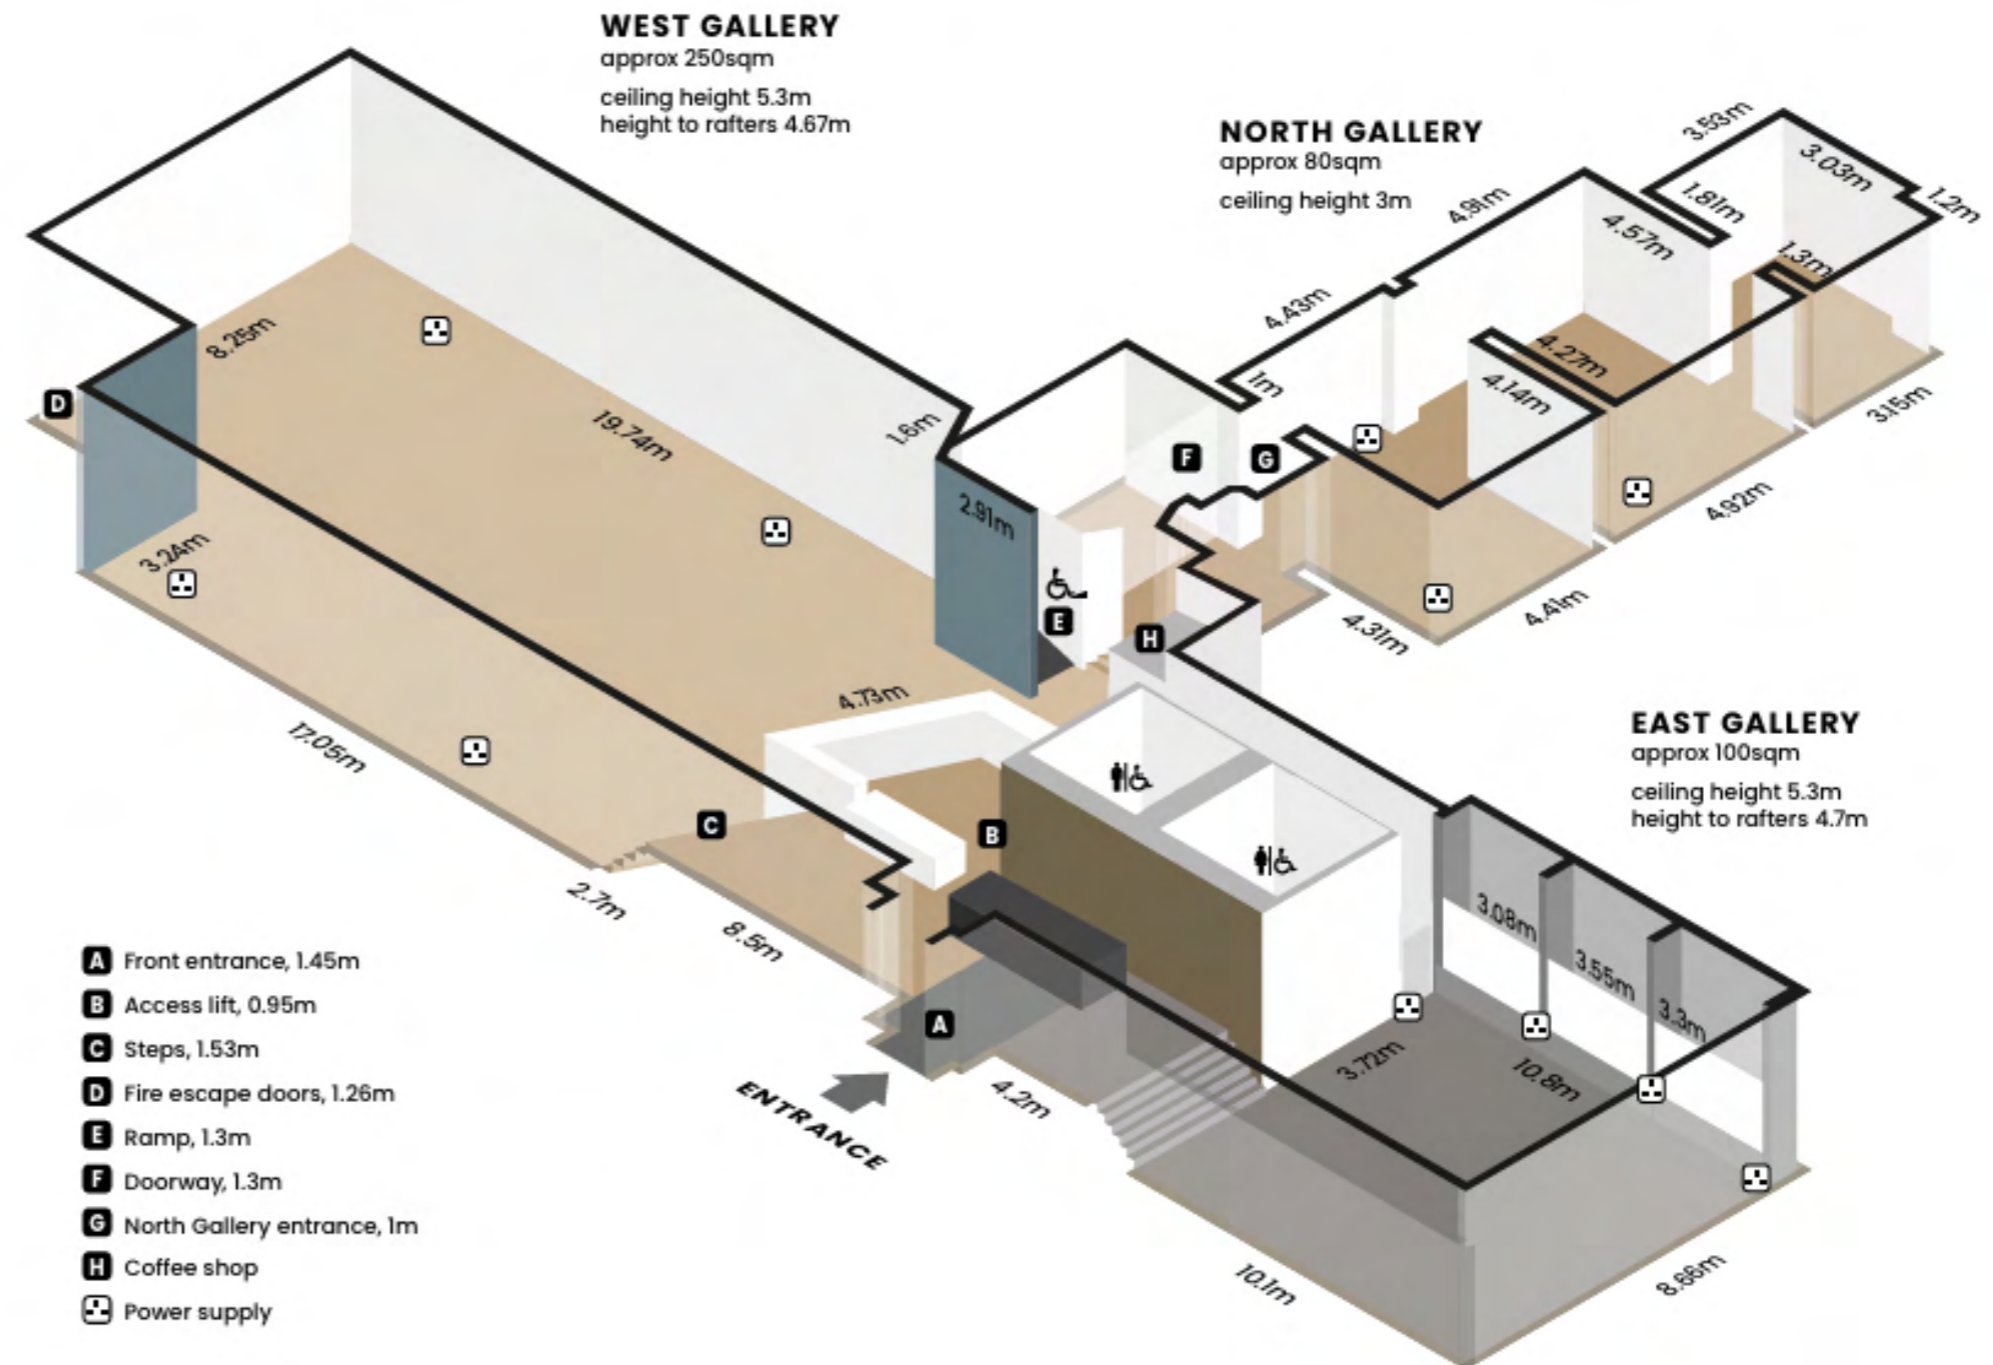 WEST GALLERY
approx 250sqm
ceiling height 5.3m
height to rafters 4.67m
NORTH GALLERY
approx 80sqm
ceiling height 3m
3.53m
3.03m
1.2m
1.81m
4.91m
4.57m
1.3m
4.43m
4.27m
1m
4.14m
8.25m
19.74m
1.6m
D
F
G
3.15m
2.91m
4.92m
3.24m
E
H
4.31m
4.41m
4.73m
17.05m
EAST GALLERY
approx 100sqm
ceiling height 5.3m
height to rafters 4.7m
C
B
2.7m
8.5m
3.08m
3.55m
3.3m
A
3.72m
10.8m
4.2m
ENTRANCE
10.1m
8.66m
A Front entrance, 1.45m
B Access lift, 0.95m
C Steps, 1.53m
D Fire escape doors, 1.26m
E Ramp, 1.3m
F Doorway, 1.3m
G North Gallery entrance, 1m
H Coffee shop
Power supply